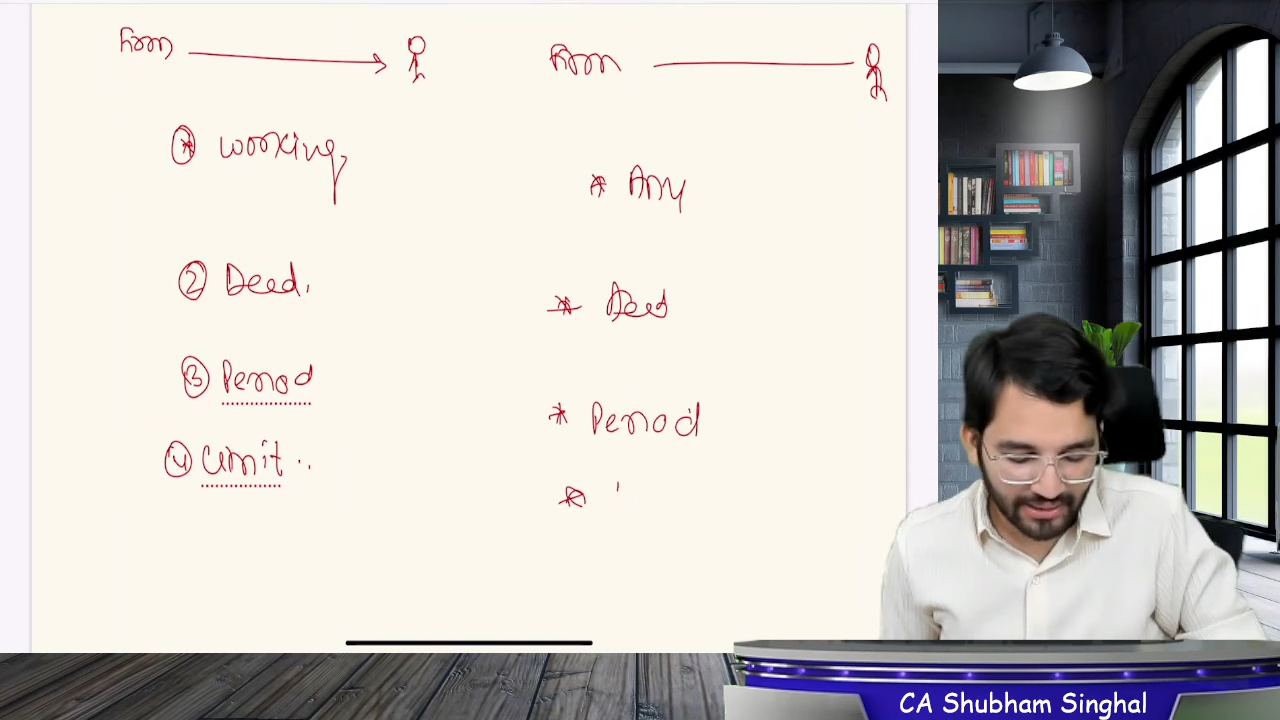 Firm
① working
② Deed.
③ Period
④ Limit ..
Firm
* Any
* Deed
* Period
*
CA Shubham Singhal